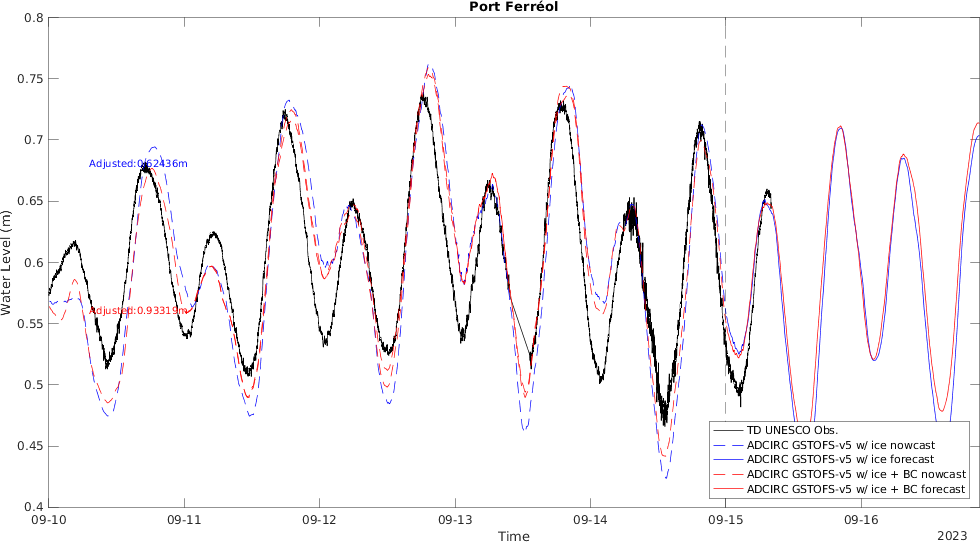 Port Ferréol
0.8
0.75
0.7
0.65
0.6
0.55
0.5
0.45
0.4
Water Level (m)
Adjusted:0.62436m
Adjusted:0.93319m
TD UNESCO Obs.
ADCIRC GSTOFS-v5 w/ ice nowcast
ADCIRC GSTOFS-v5 w/ ice forecast
ADCIRC GSTOFS-v5 w/ ice + BC nowcast
ADCIRC GSTOFS-v5 w/ ice + BC forecast
09-10 09-11 09-12 09-13 09-14 09-15 09-16
Time
2023